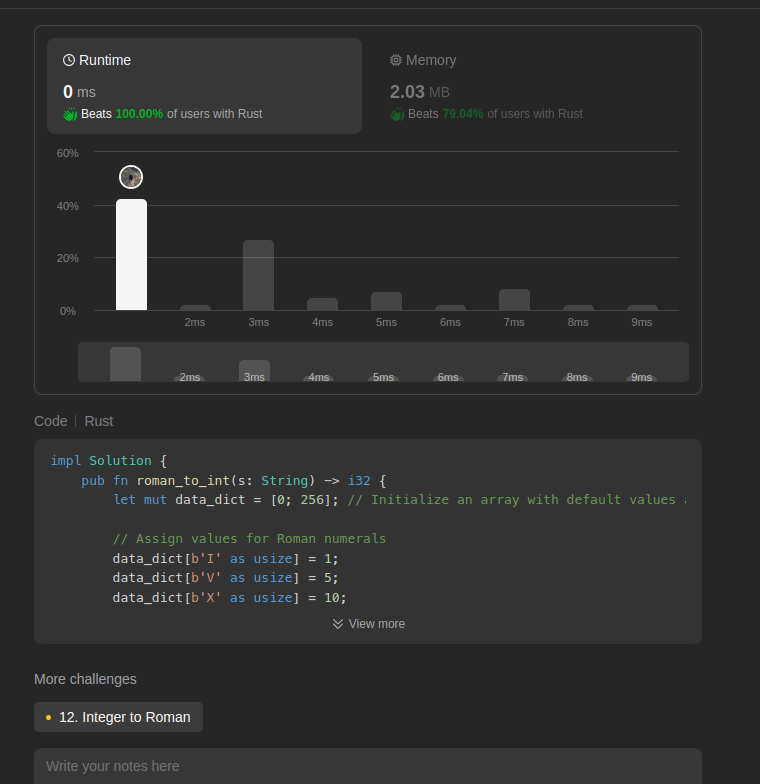 Runtime
Memory
0 ms
2.03 MB
Beats 100.00% of users with Rust
Beats 79.04% of users with Rust
60%
40%
20%
0%
2ms 3ms 4ms 5ms 6ms 7ms 8ms 9ms
2ms 3ms 4ms 5ms 6ms 7ms 8ms 9ms
Code | Rust
impl Solution {
    pub fn roman_to_int(s: String) -> i32 {
        let mut data_dict = [0; 256]; // Initialize an array with default values
        // Assign values for Roman numerals
        data_dict[b'I' as usize] = 1;
        data_dict[b'V' as usize] = 5;
        data_dict[b'X' as usize] = 10;
View more
More challenges
12. Integer to Roman
Write your notes here